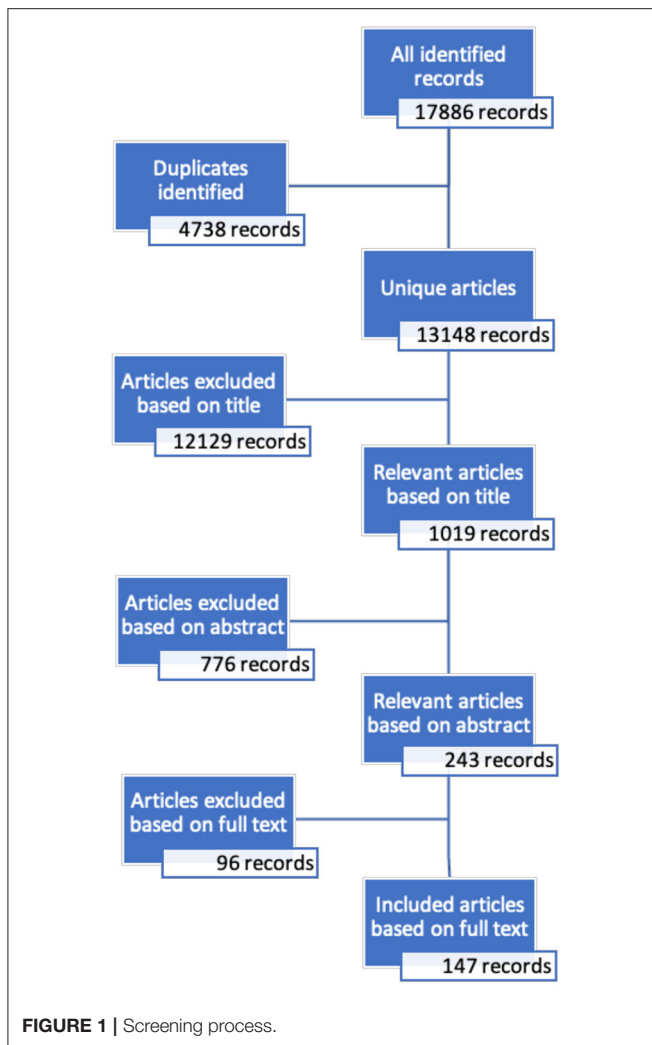 All identified
records
17886 records
Duplicates
identified
4738 records
Unique articles
13148 records
Articles excluded
based on title
12129 records
Relevant articles
based on title
1019 records
Articles excluded
based on abstract
776 records
Relevant articles
based on abstract
243 records
Articles excluded
based on full text
96 records
Included articles
based on full text
147 records
FIGURE 1 | Screening process.